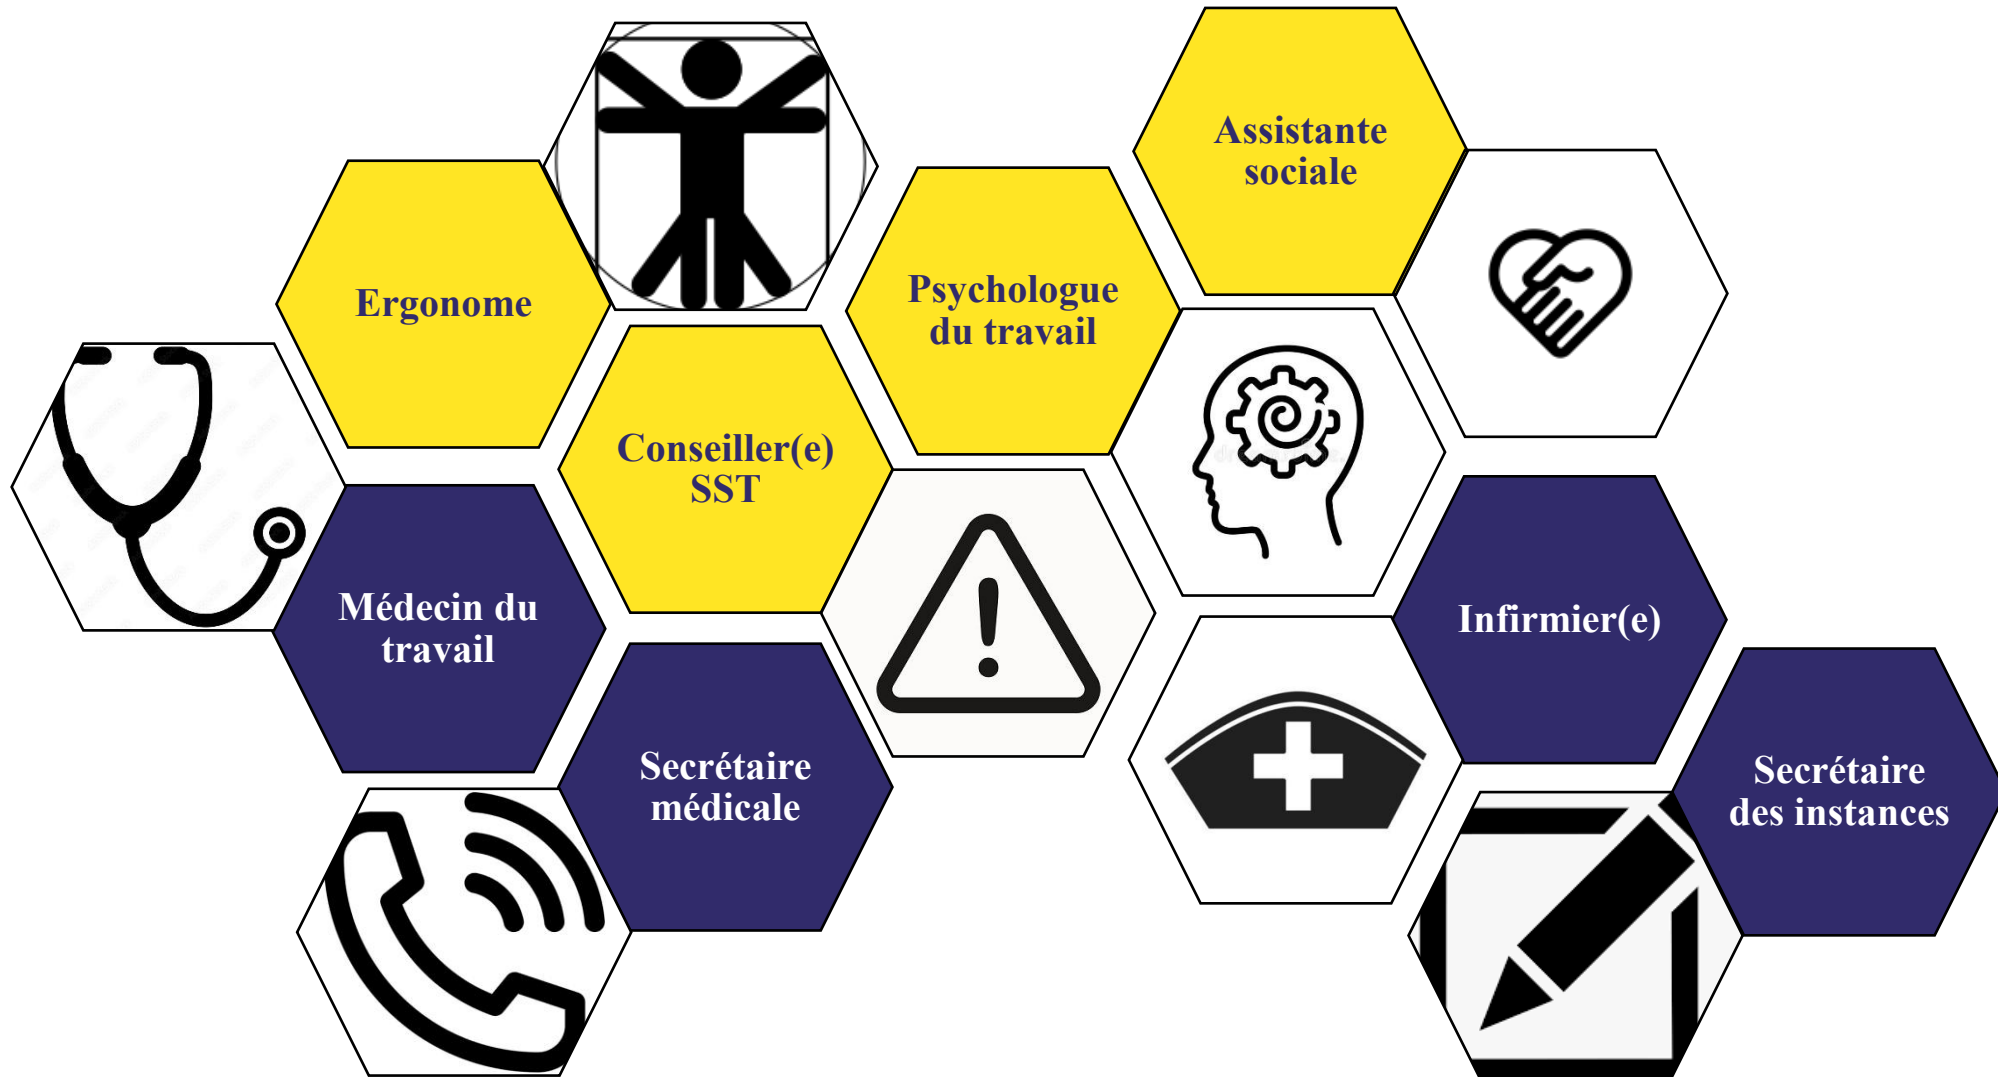 Assistante
sociale
Ergonome
Psychologue
du travail
Conseiller(e)
SST
Médecin du
travail
Infirmier(e)
Secrétaire
médicale
Secrétaire
des instances